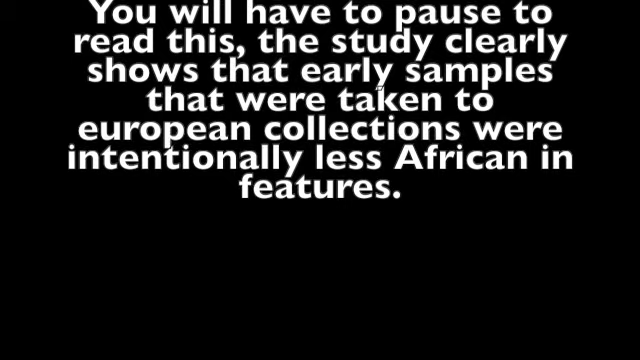 You will have to pause to
read this, the study clearly
shows that early samples
that were taken to
european collections were
intentionally less African in
features.